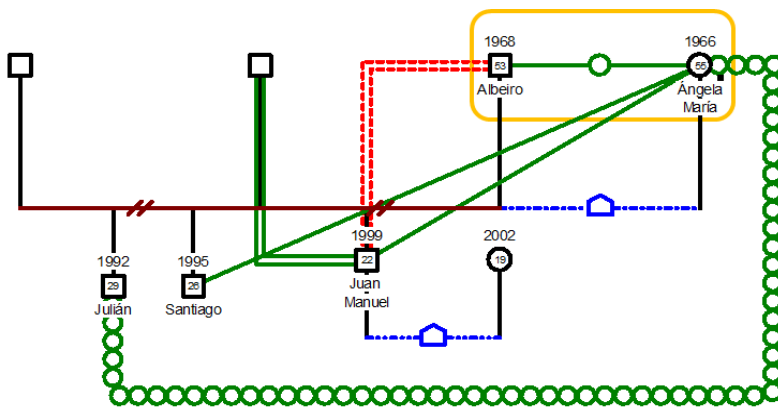 1968
1966
53
55
Albeiro
Ángela
María
1999
2002
22
19
1992
1995
Juan
Manuel
29
26
Julián
Santiago